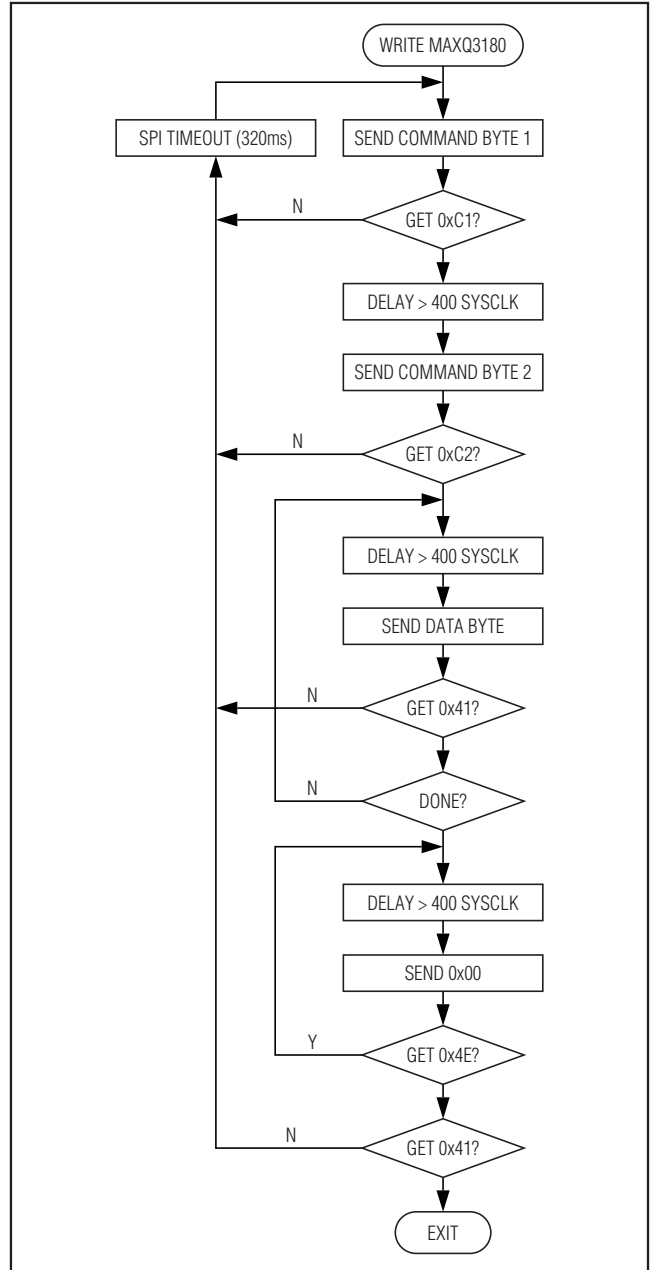 WRITE MAXQ3180
SPI TIMEOUT (320ms)
SEND COMMAND BYTE 1
N
GET 0xC1?
DELAY > 400 SYSCLK
SEND COMMAND BYTE 2
N
GET 0xC2?
DELAY > 400 SYSCLK
SEND DATA BYTE
N
GET 0x41?
N
DONE?
DELAY > 400 SYSCLK
SEND 0x00
Y
GET 0x4E?
N
GET 0x41?
EXIT